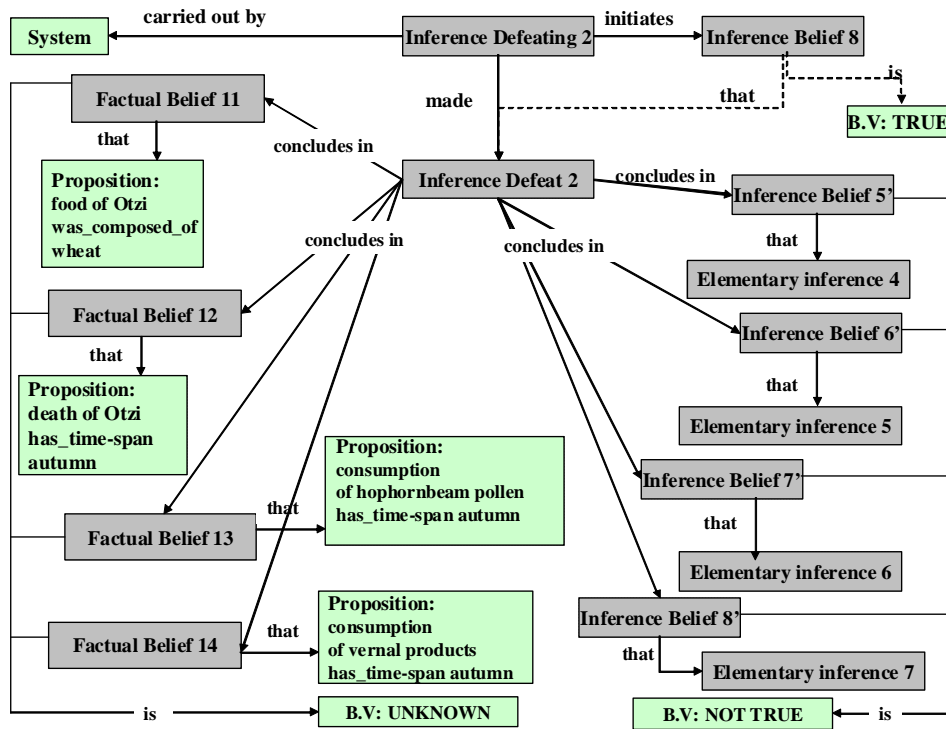 carried out by
initiates
System
Inference Defeating 2
Inference Belief 8
is
made
that
B.V: TRUE
Factual Belief 11
that
concludes in
Proposition:
food of Otzi
was_composed_of
wheat
Inference Defeat 2
concludes in
Inference Belief 5’
that
concludes in
concludes in
Elementary inference 4
Factual Belief 12
Inference Belief 6’
that
that
Proposition:
death of Otzi
has_time-span
autumn
Elementary inference 5
Proposition:
consumption
of hophornbeam pollen
has_time-span autumn
Inference Belief 7’
that
Factual Belief 13
that
Elementary inference 6
Proposition:
consumption
of vernal products
has_time-span autumn
Inference Belief 8’
Factual Belief 14
that
that
Elementary inference 7
is
B.V: UNKNOWN
B.V: NOT TRUE
is